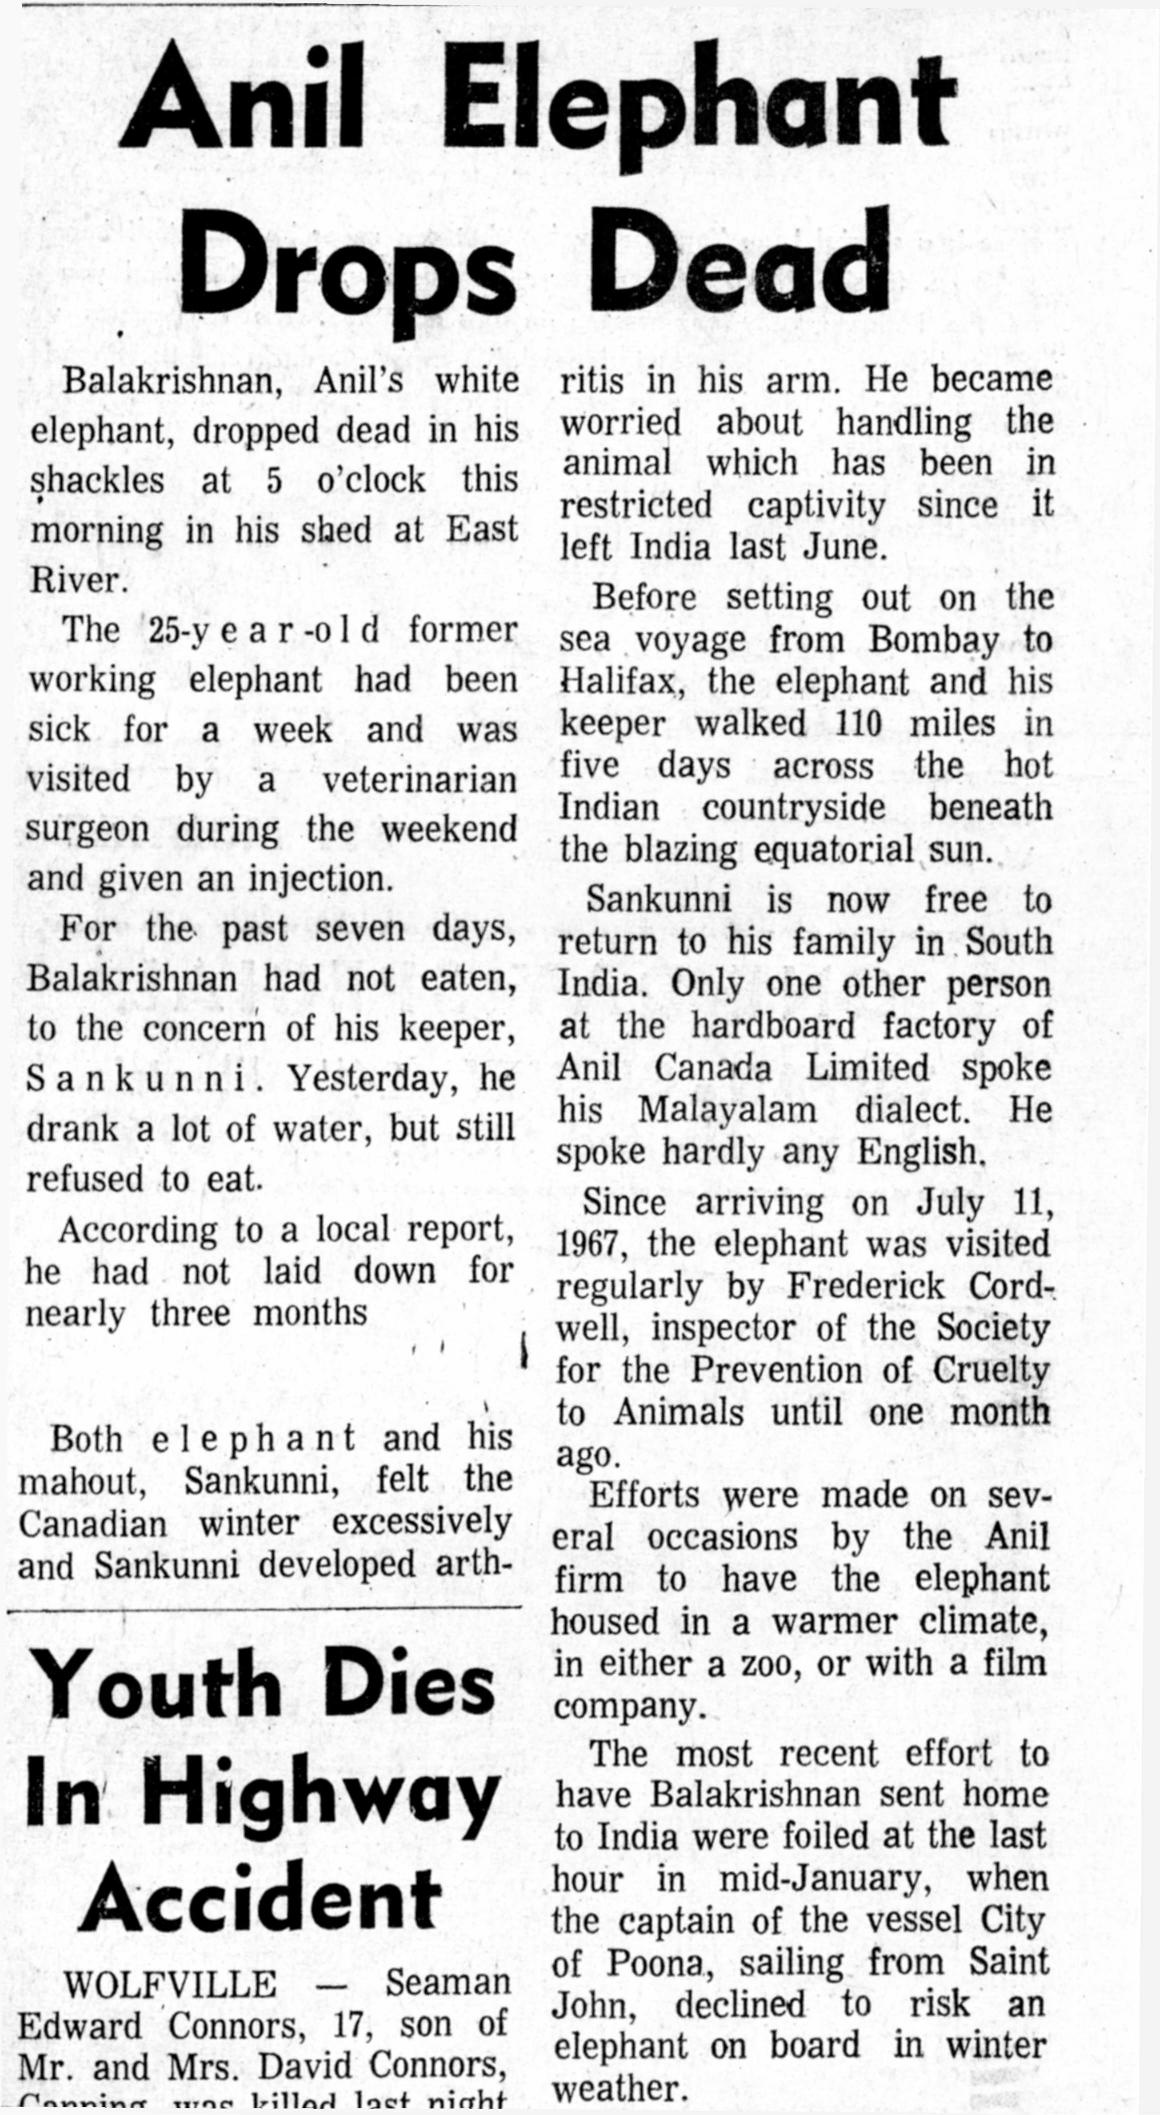 Anil Elephant
Drops Dead
Balakrishnan, Anil's white
elephant, dropped dead in his
shackles at 5 o'clock this
morning in his shed at East
River.
The 25-year-old former
working elephant had been
sick for a week and was
visited by a veterinarian
surgeon during the weekend
and given an injection.
For the past seven days,
Balakrishnan had not eaten,
to the concern of his keeper,
Sankunni. Yesterday, he
drank a lot of water, but still
refused to eat.
According to a local report,
he had not laid down for
nearly three months
Both elephant and his
mahout, Sankunni, felt the
Canadian winter excessively
and Sankunni developed arth-
ritis in his arm. He became
worried about handling the
animal which has been in
restricted captivity since it
left India last June.
Before setting out on the
sea voyage from Bombay to
Halifax, the elephant and his
keeper walked 110 miles in
five days across the hot
Indian countryside beneath
the blazing equatorial sun.
Sankunni is now free to
return to his family in South
India. Only one other person
at the hardboard factory of
Anil Canada Limited spoke
his Malayalam dialect. He
spoke hardly any English.
Since arriving on July 11,
1967, the elephant was visited
regularly by Frederick Cord-
well, inspector of the Society
for the Prevention of Cruelty
to Animals until one month
ago.
Efforts were made on sev-
eral occasions by the Anil
firm to have the elephant
housed in a warmer climate,
in either a zoo, or with a film
company.
The most recent effort to
have Balakrishnan sent home
to India were foiled at the last
hour in mid-January, when
the captain of the vessel City
of Poona, sailing from Saint
John, declined to risk an
elephant on board in winter
weather.
Youth Dies
In Highway
Accident
WOLFVILLE — Seaman
Edward Connors, 17, son of
Mr. and Mrs. David Connors,
Canning, was killed last night